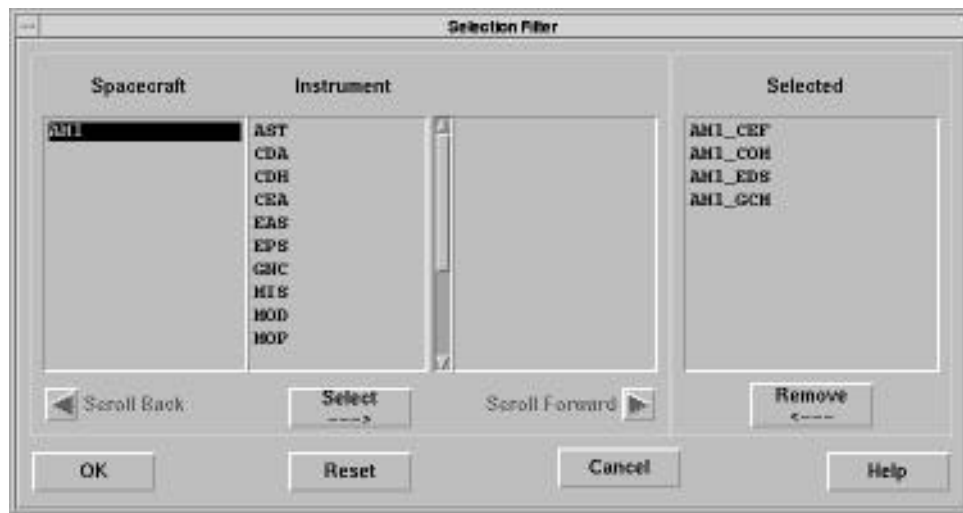 Selection Filter
Spacecraft
Instrument
Selected
AM1
AST
CDA
CDH
CEA
EAS
EPS
GNC
MIS
MOD
MOP
AM1_CEF
AM1_COM
AM1_EDS
AM1_GCM
Scroll Back
Select
--->
Scroll Forward
Remove
<---
OK
Reset
Cancel
Help